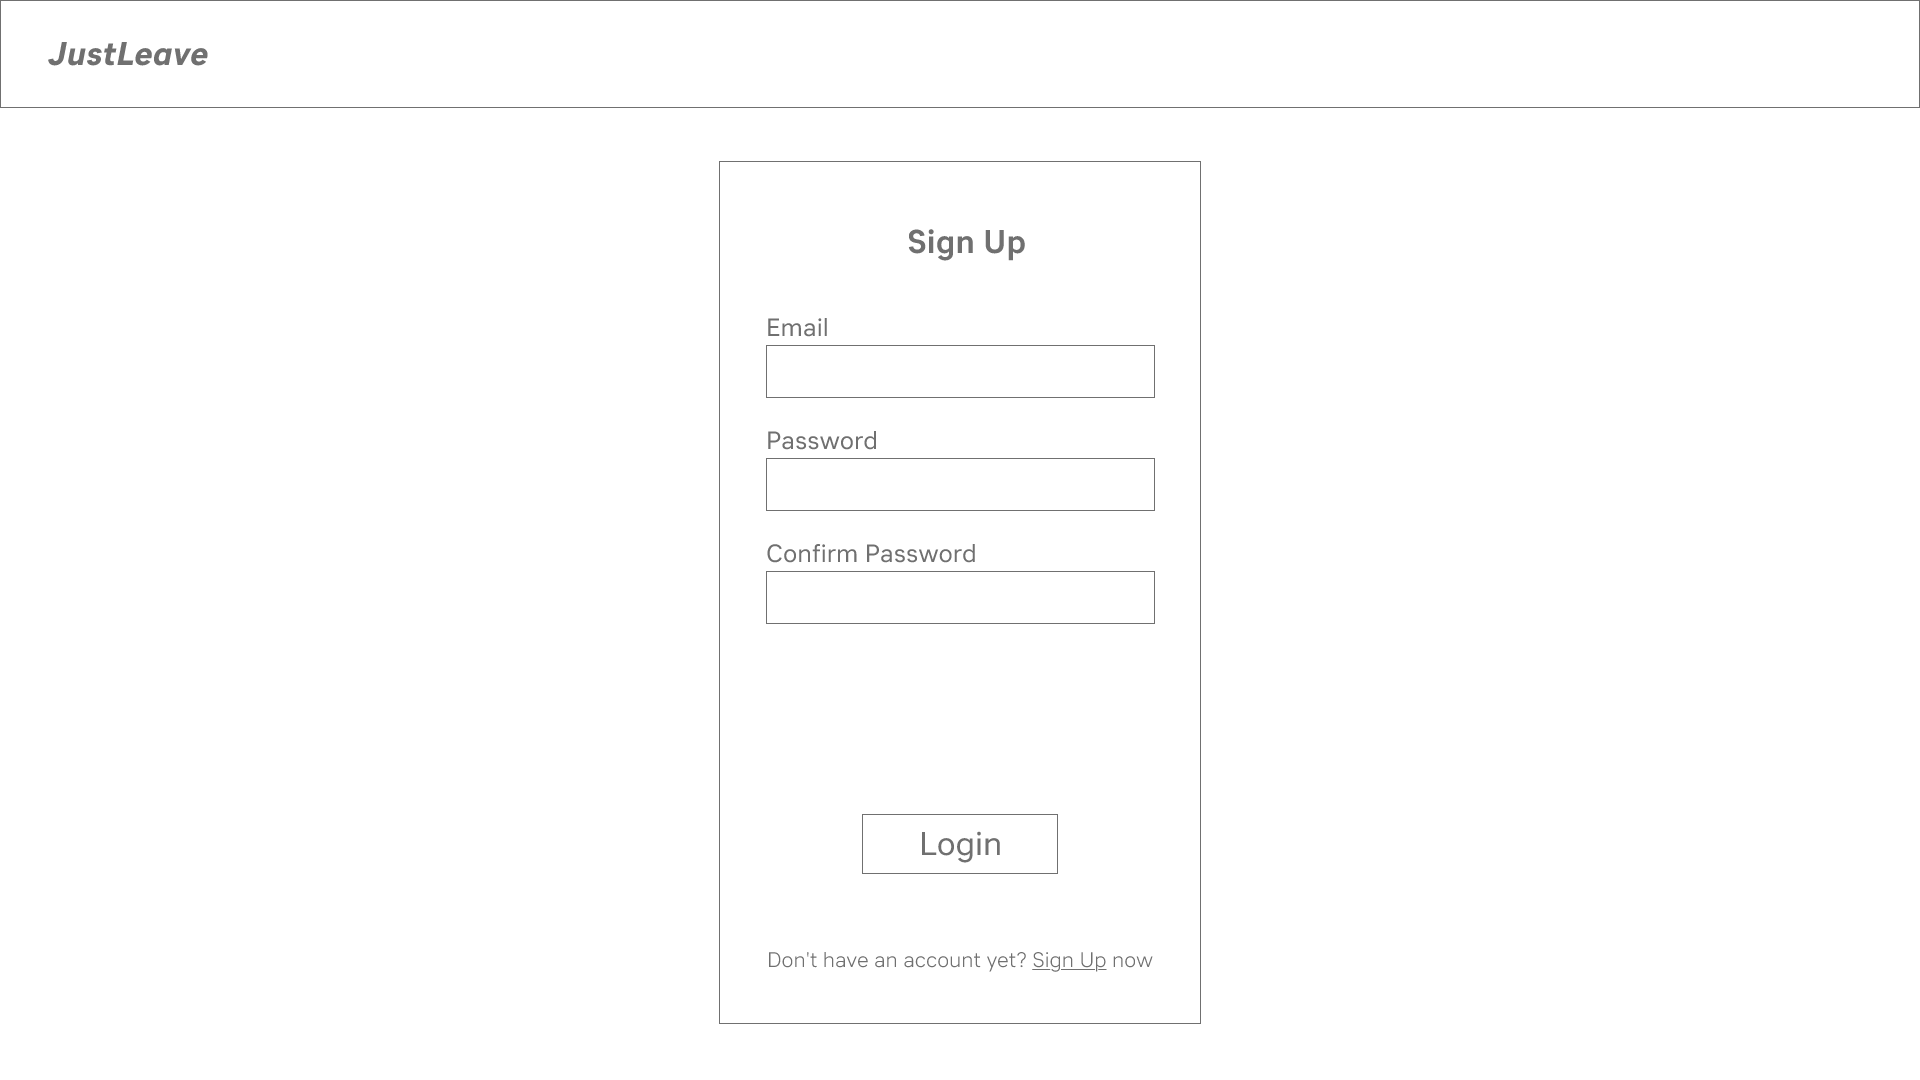 JustLeave
Sign Up
Email
Password
Confirm Password
Login
Don't have an account yet? Sign Up now